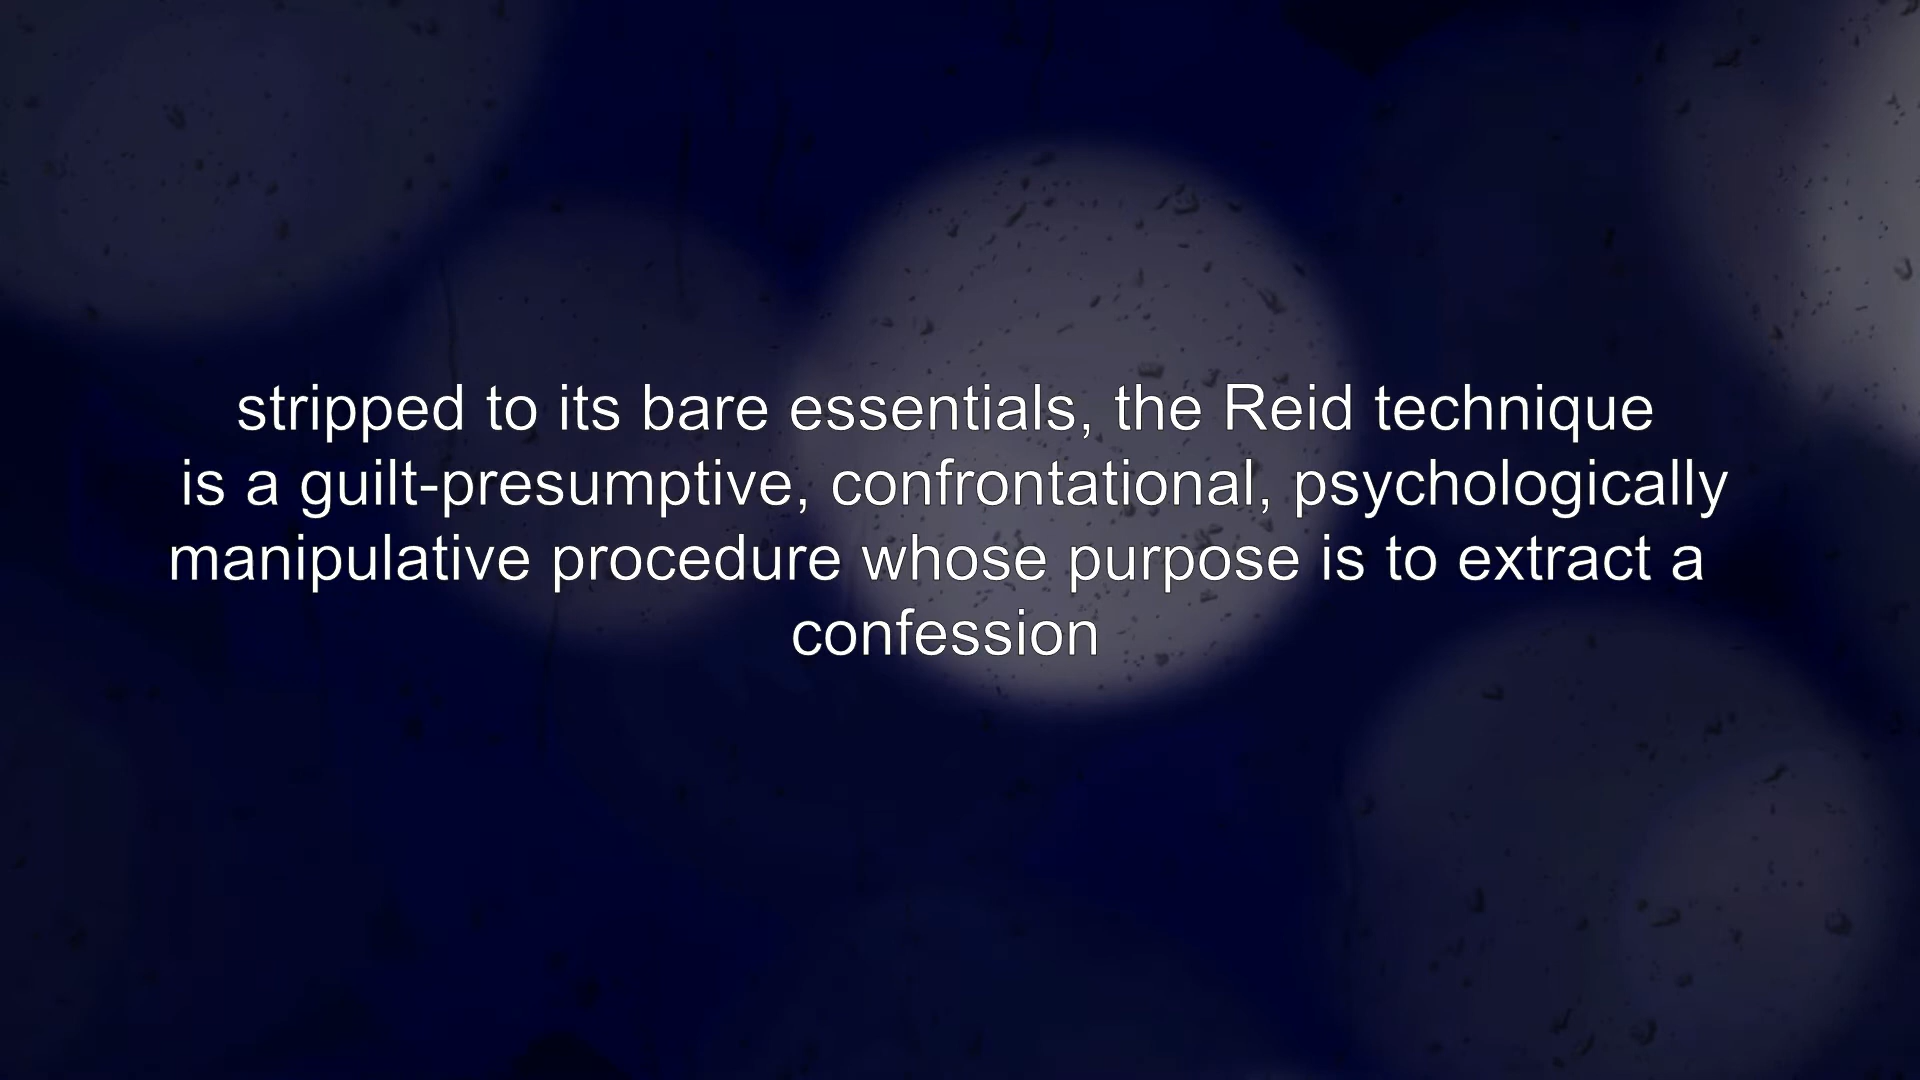 stripped to its bare essentials, the Reid technique
is a guilt-presumptive, confrontational, psychologically
manipulative procedure whose purpose is to extract a
confession